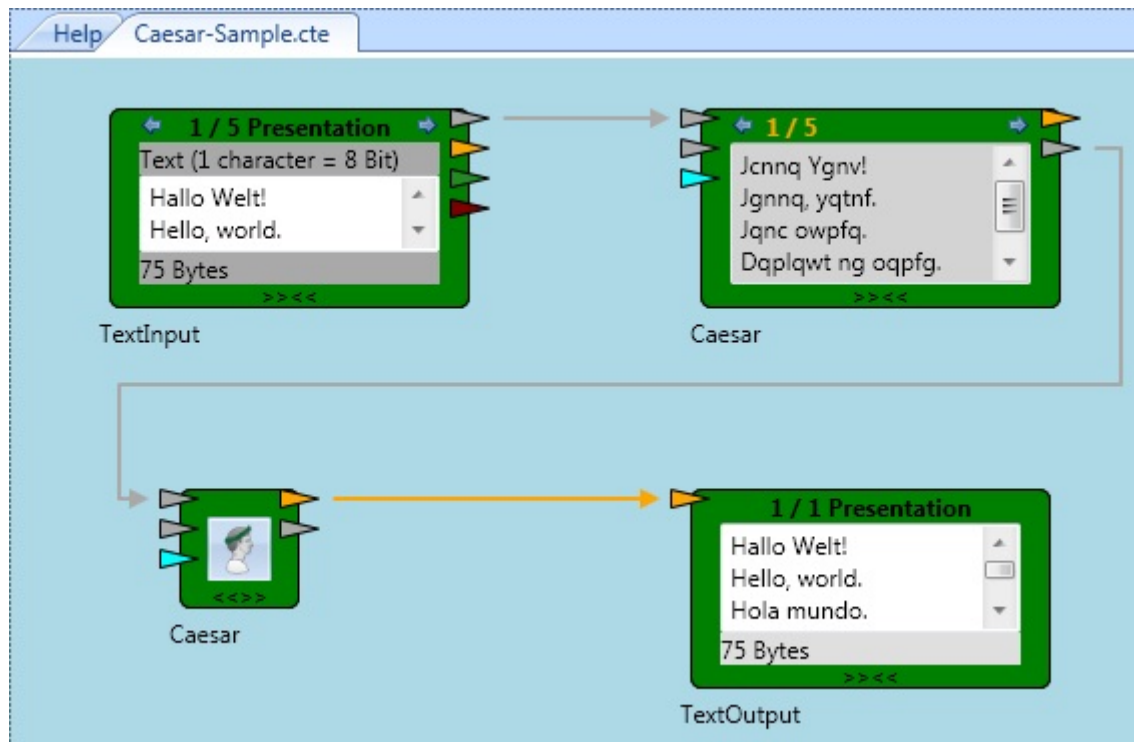 Help
Caesar-Sample.cte
1 / 5 Presentation
Text (1 character = 8 Bit)
Hallo Welt!
Hello, world.
75 Bytes
>><<
TextInput
1 / 5
Jcnnq Ygnv!
Jgnnq, yqtnf.
Jqnc owpfq.
Dqplqwt ng oqpfg.
>><<
Caesar
<<>>
Caesar
1 / 1 Presentation
Hallo Welt!
Hello, world.
Hola mundo.
75 Bytes
>><<
TextOutput